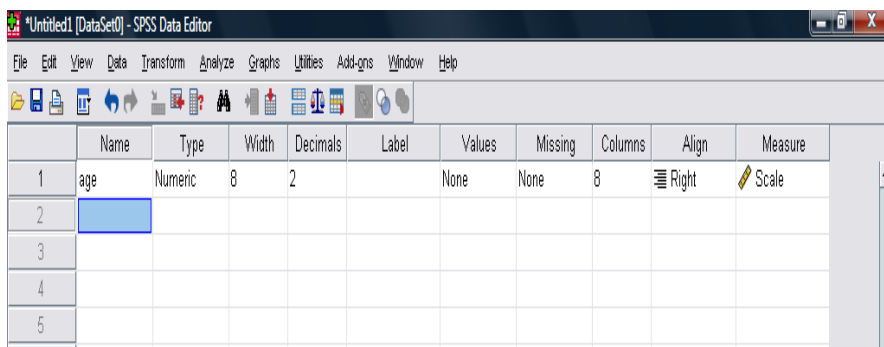 *Untitled1 [DataSet0] - SPSS Data Editor
File Edit View Data Transform Analyze Graphs Utilities Add-ons Window Help
Name Type Width Decimals Label Values Missing Columns Align Measure
1 age Numeric 8 2 None None 8 Right Scale
2
3
4
5